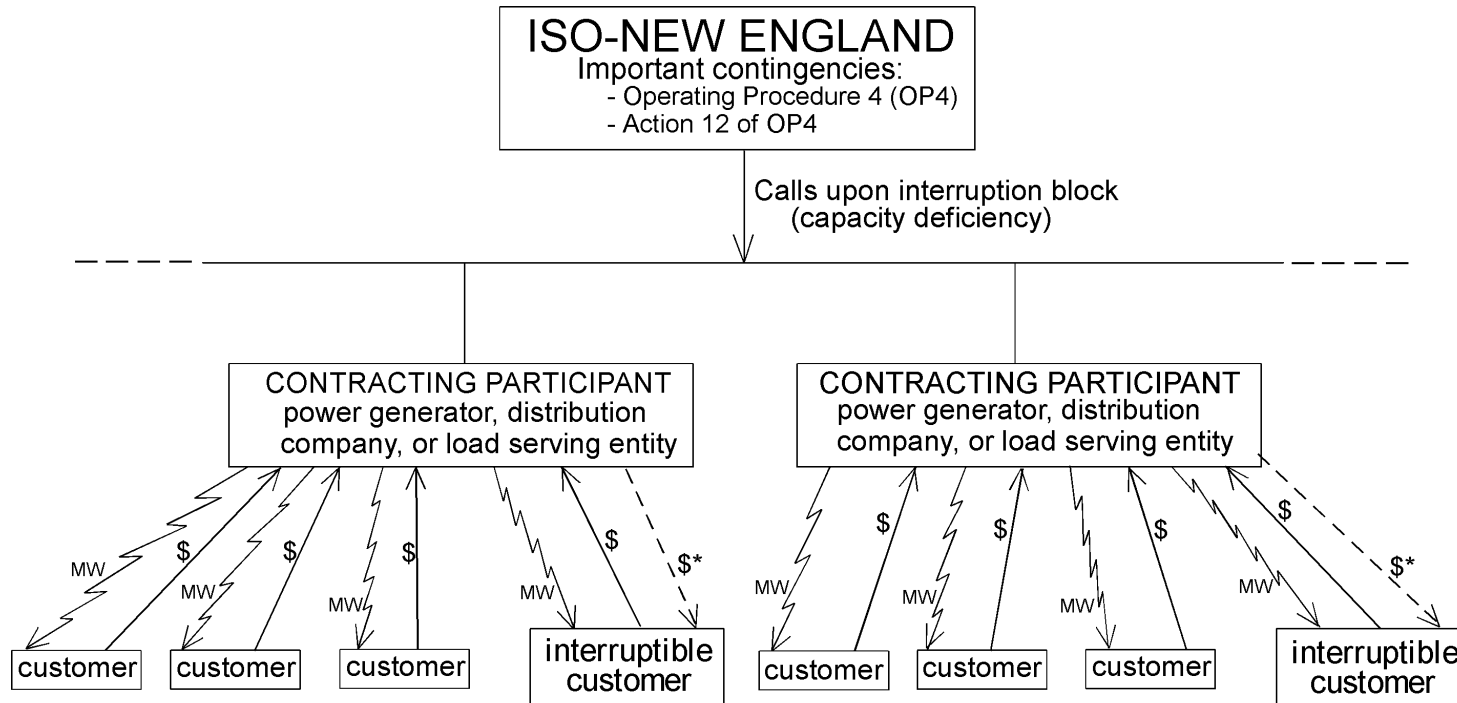 ISO-NEW ENGLAND
Important contingencies:
- Operating Procedure 4 (OP4)
- Action 12 of OP4
Calls upon interruption block
(capacity deficiency)
CONTRACTING PARTICIPANT
power generator, distribution
company, or load serving entity
CONTRACTING PARTICIPANT
power generator, distribution
company, or load serving entity
MW
$
MW
$
MW
$
MW
$
$*
MW
$
MW
$
MW
$
MW
$
$*
customer
customer
customer
interruptible
customer
customer
customer
customer
interruptible
customer